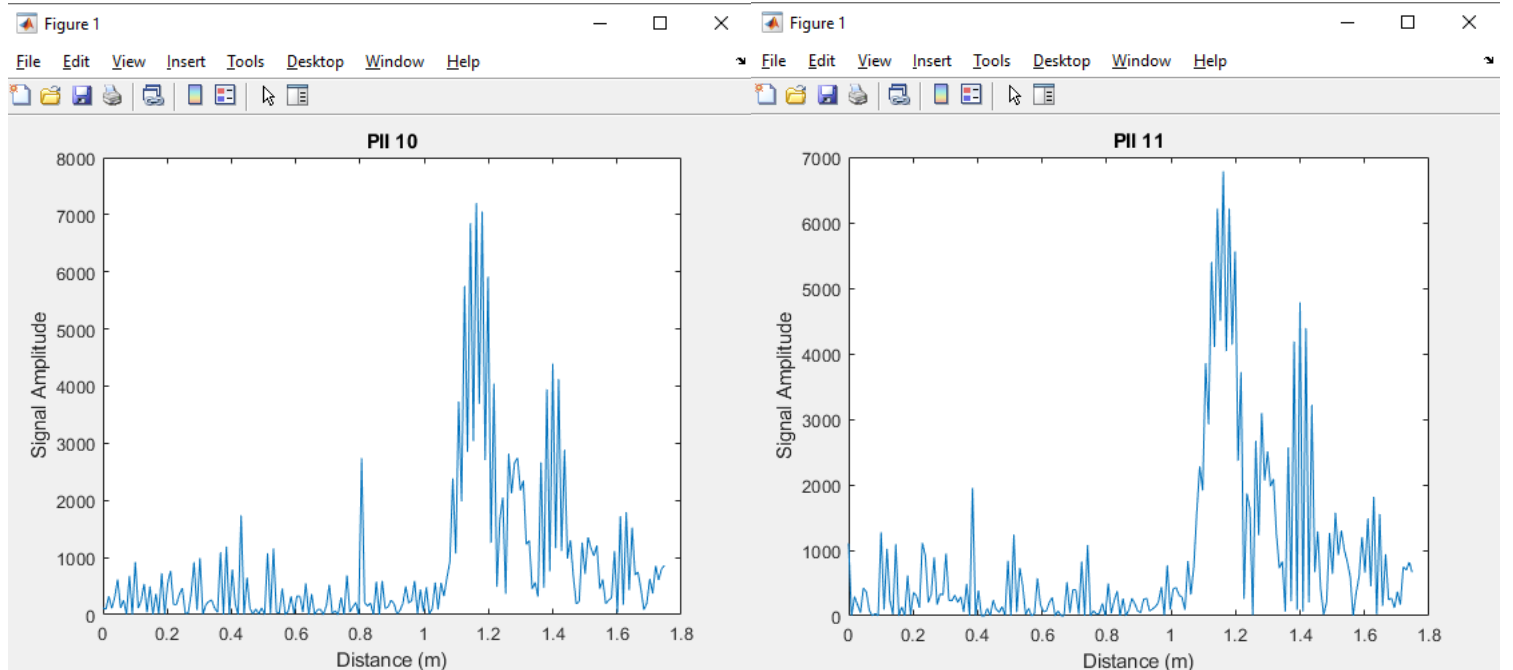 Figure 1
File Edit View Insert Tools Desktop Window Help
PII 10
8000
7000
6000
5000
4000
3000
2000
1000
0
Signal Amplitude
0 0.2 0.4 0.6 0.8 1 1.2 1.4 1.6 1.8
Distance (m)
Figure 1
File Edit View Insert Tools Desktop Window Help
PII 11
7000
6000
5000
4000
3000
2000
1000
0
Signal Amplitude
0 0.2 0.4 0.6 0.8 1 1.2 1.4 1.6 1.8
Distance (m)